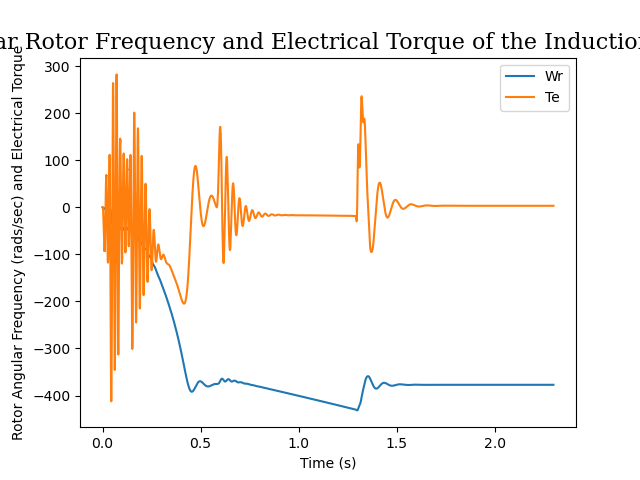 ar Rotor Frequency and Electrical Torque of the Induction
Rotor Angular Frequency (rads/sec) and Electrical Torque
300
200
100
0
−100
−200
−300
−400
Wr
Te
0.0 0.5 1.0 1.5 2.0
Time (s)